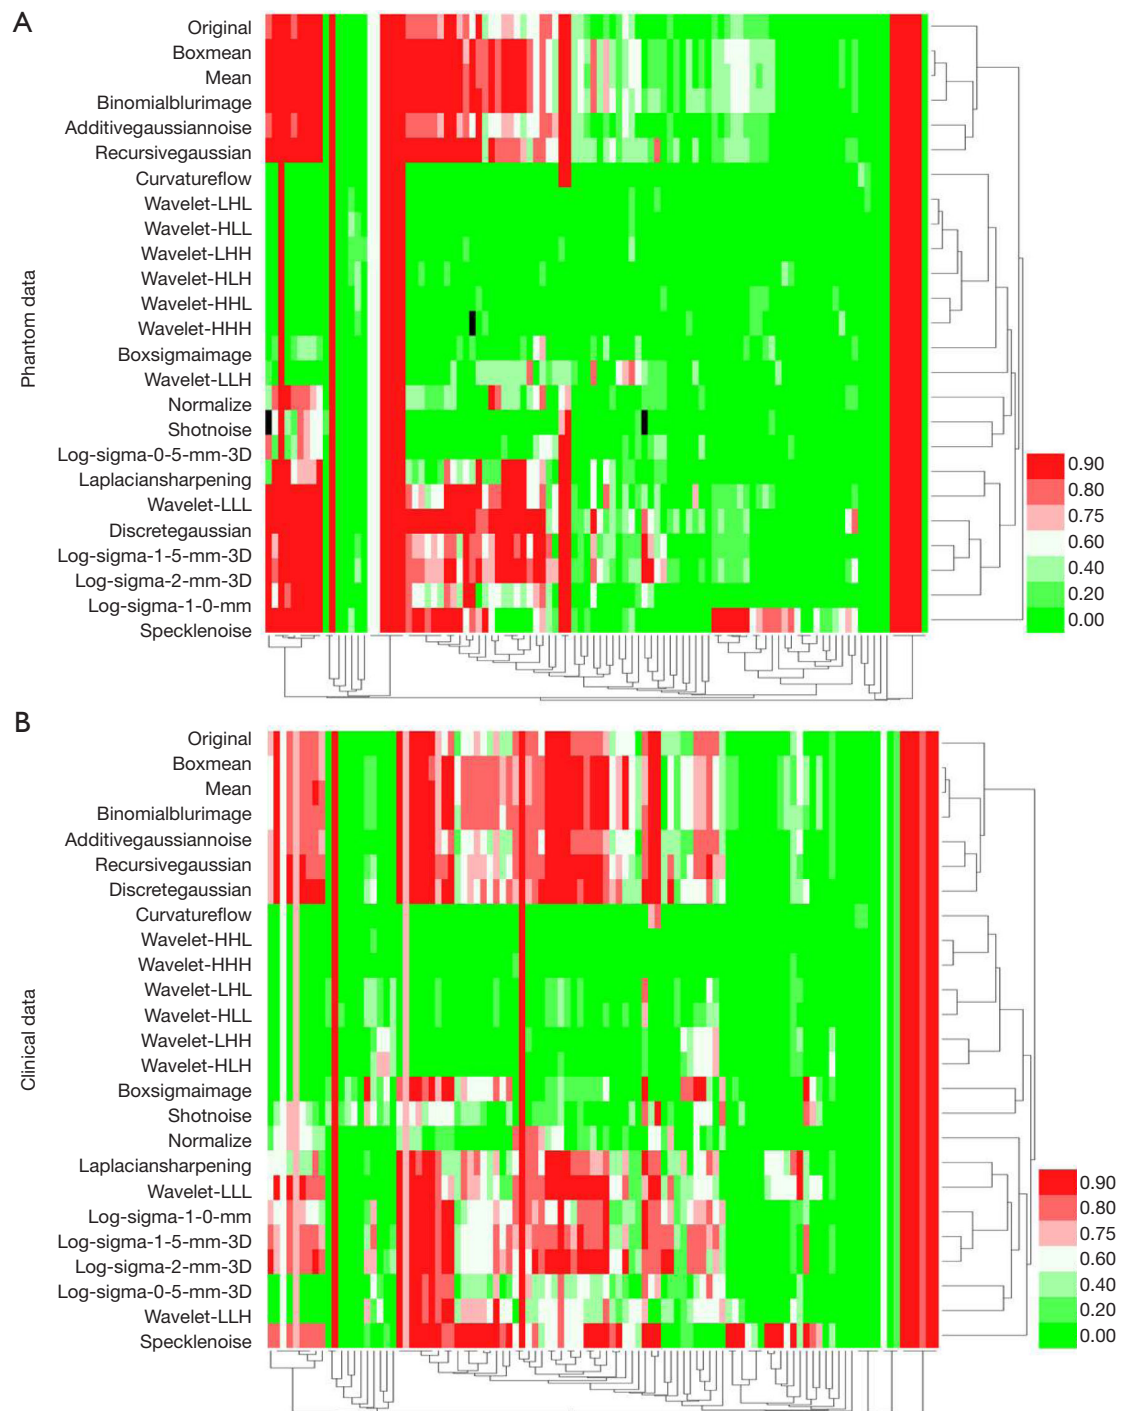 A
Phantom data
Original
Boxmean
Mean
Binomialblurimage
Additivegaussiannoise
Recursivegaussian
Curvatureflow
Wavelet-LHL
Wavelet-HLL
Wavelet-LHH
Wavelet-HLH
Wavelet-HHL
Wavelet-HHH
Boxsigmaimage
Wavelet-LLH
Normalize
Shotnoise
Log-sigma-0-5-mm-3D
Laplaciansharpening
Wavelet-LLL
Discretegaussian
Log-sigma-1-5-mm-3D
Log-sigma-2-mm-3D
Log-sigma-1-0-mm
Specklenoise
0.90
0.80
0.75
0.60
0.40
0.20
0.00
B
Clinical data
Original
Boxmean
Mean
Binomialblurimage
Additivegaussiannoise
Recursivegaussian
Discretegaussian
Curvatureflow
Wavelet-HHL
Wavelet-HHH
Wavelet-LHL
Wavelet-HLL
Wavelet-LHH
Wavelet-HLH
Boxsigmaimage
Shotnoise
Normalize
Laplaciansharpening
Wavelet-LLL
Log-sigma-1-0-mm
Log-sigma-1-5-mm-3D
Log-sigma-2-mm-3D
Log-sigma-0-5-mm-3D
Wavelet-LLH
Specklenoise
0.90
0.80
0.75
0.60
0.40
0.20
0.00